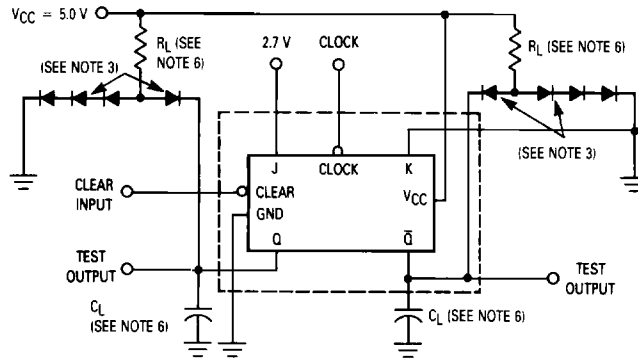 VCC = 5.0 V
RL (SEE
NOTE 6)
2.7 V
CLOCK
RL (SEE
NOTE 6)
(SEE NOTE 3)
(SEE NOTE 3)
J
CLOCK
K
CLEAR
INPUT
CLEAR
GND
VCC
Q
Q̅
TEST
OUTPUT
TEST
OUTPUT
CL
(SEE NOTE 6)
CL (SEE NOTE 6)